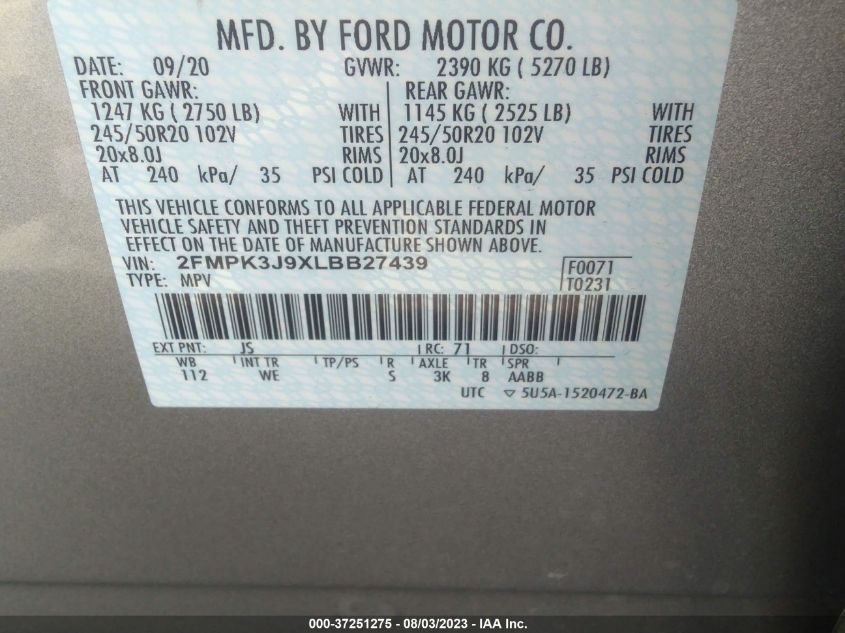 MFD. BY FORD MOTOR CO.
DATE: 09/20 GVWR: 2390 KG ( 5270 LB)
FRONT GAWR: REAR GAWR:
1247 KG ( 2750 LB) WITH 1145 KG ( 2525 LB) WITH
245/50R20 102V TIRES 245/50R20 102V TIRES
20x8.0J RIMS 20x8.0J RIMS
AT 240 kPa/ 35 PSI COLD AT 240 kPa/ 35 PSI COLD
THIS VEHICLE CONFORMS TO ALL APPLICABLE FEDERAL MOTOR
VEHICLE SAFETY AND THEFT PREVENTION STANDARDS IN
EFFECT ON THE DATE OF MANUFACTURE SHOWN ABOVE.
VIN: 2FMPK3J9XLBB27439 F0071
TYPE: MPV T0231
EXT PNT: JS RC: 71 DSO:
WB INT TR TP/PS R AXLE TR SPR
112 WE S 3K 8 AABB
UTC ▽ 5U5A-1520472-BA
000-37251275 - 08/03/2023 - IAA Inc.